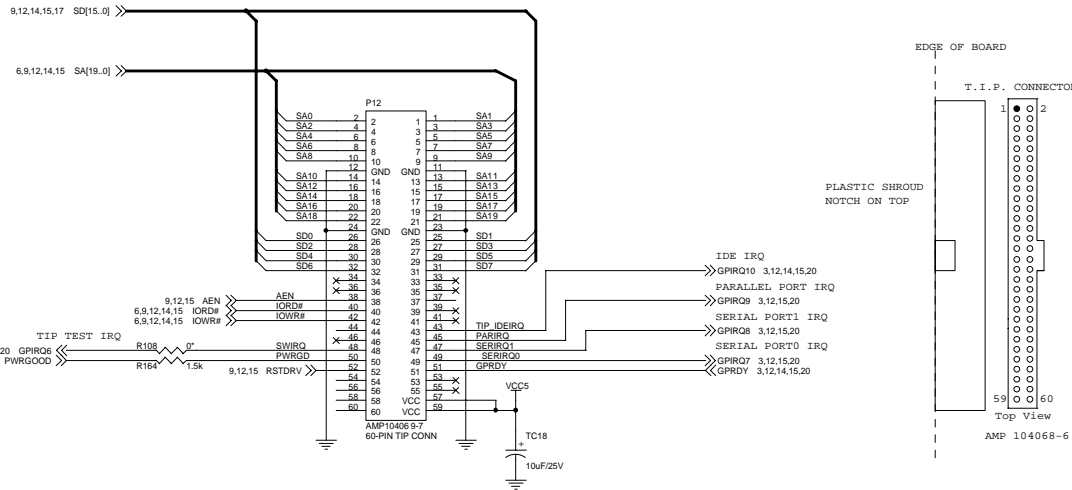 9,12,14,15,17 SD[15..0]
6,9,12,14,15 SA[19..0]
P12
SA0 2 2 1 1 SA1
SA2 4 4 3 3 SA3
SA4 6 6 5 5 SA5
SA6 8 8 7 7 SA7
SA8 10 10 9 9 SA9
12 GND GND 11
SA10 14 14 13 13 SA11
SA12 16 16 15 15 SA13
SA14 18 18 17 17 SA15
SA16 20 20 19 19 SA17
SA18 22 22 21 21 SA19
24 GND GND 23
SD0 26 26 25 25 SD1
SD2 28 28 27 27 SD3
SD4 30 30 29 29 SD5
SD6 32 32 31 31 SD7
34 34 33 33
36 36 35 35
9,12,15 AEN AEN 38 38 37 37
6,9,12,14,15 IORD# IORD# 40 40 39 39
6,9,12,14,15 IOWR# IOWR# 42 42 41 41
44 44 43 43 TIP_IDEIRQ
46 46 45 45 PARIRQ
TIP TEST IRQ
20 GPIRQ6 R108 0* SWIRQ 48 48 47 47 SERIRQ1
PWRGOOD R164 1.5k PWRGD 50 50 49 49 SERIRQ0
9,12,15 RSTDRV 52 52 51 51 GPRDY
54 54 53 53
56 56 55 55
58 58 VCC 57
60 60 VCC 59
AMP10406 9-7
60-PIN TIP CONN
VCC5
TC18
+
10uF/25V
IDE IRQ
GPIRQ10 3,12,14,15,20
PARALLEL PORT IRQ
GPIRQ9 3,12,15,20
SERIAL PORT1 IRQ
GPIRQ8 3,12,15,20
SERIAL PORT0 IRQ
GPIRQ7 3,12,15,20
GPRDY 3,12,14,15,20
EDGE OF BOARD
T.I.P. CONNECTOR
1 2
PLASTIC SHROUD
NOTCH ON TOP
59 60
Top View
AMP 104068-6